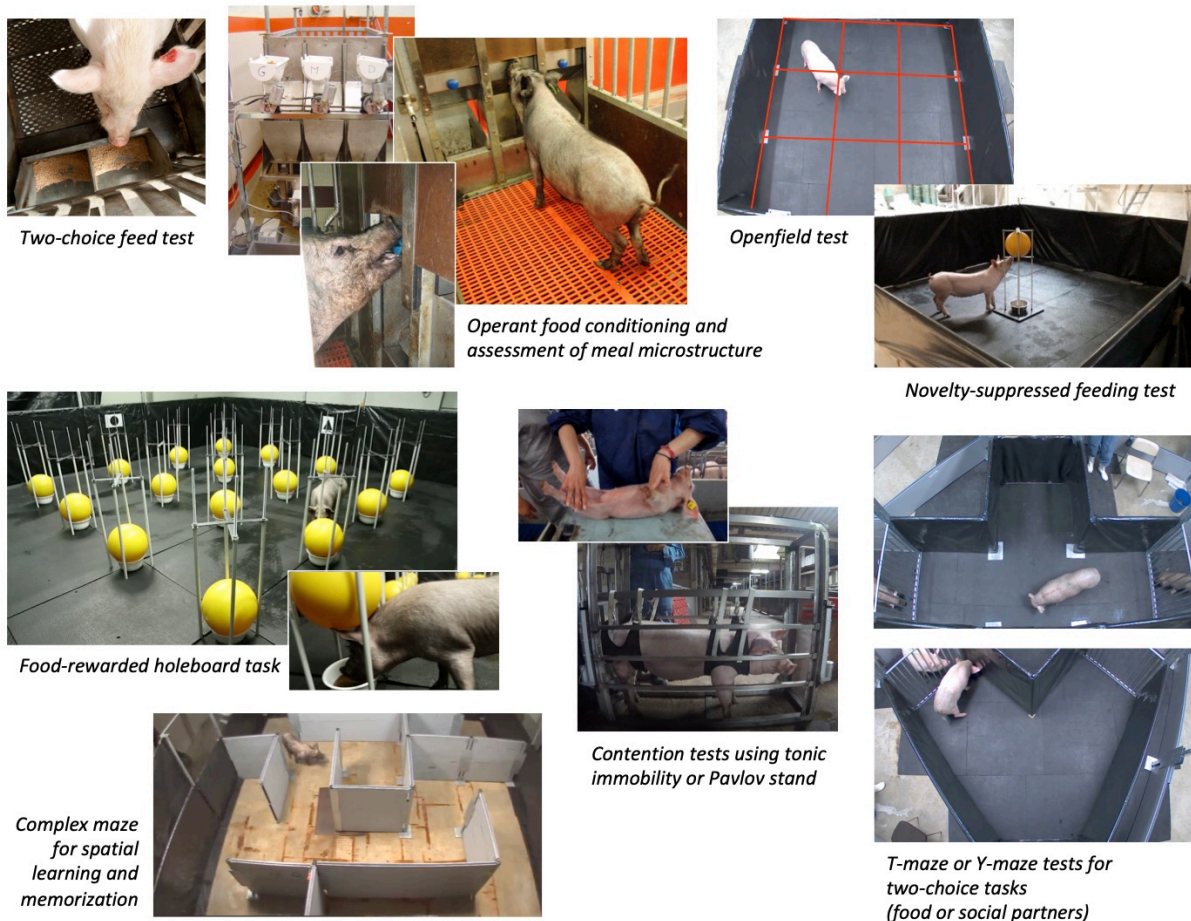 G M D
Two-choice feed test
Operant food conditioning and
assessment of meal microstructure
Openfield test
Novelty-suppressed feeding test
Food-rewarded holeboard task
Contention tests using tonic
immobility or Pavlov stand
Complex maze
for spatial
learning and
memorization
T-maze or Y-maze tests for
two-choice tasks
(food or social partners)